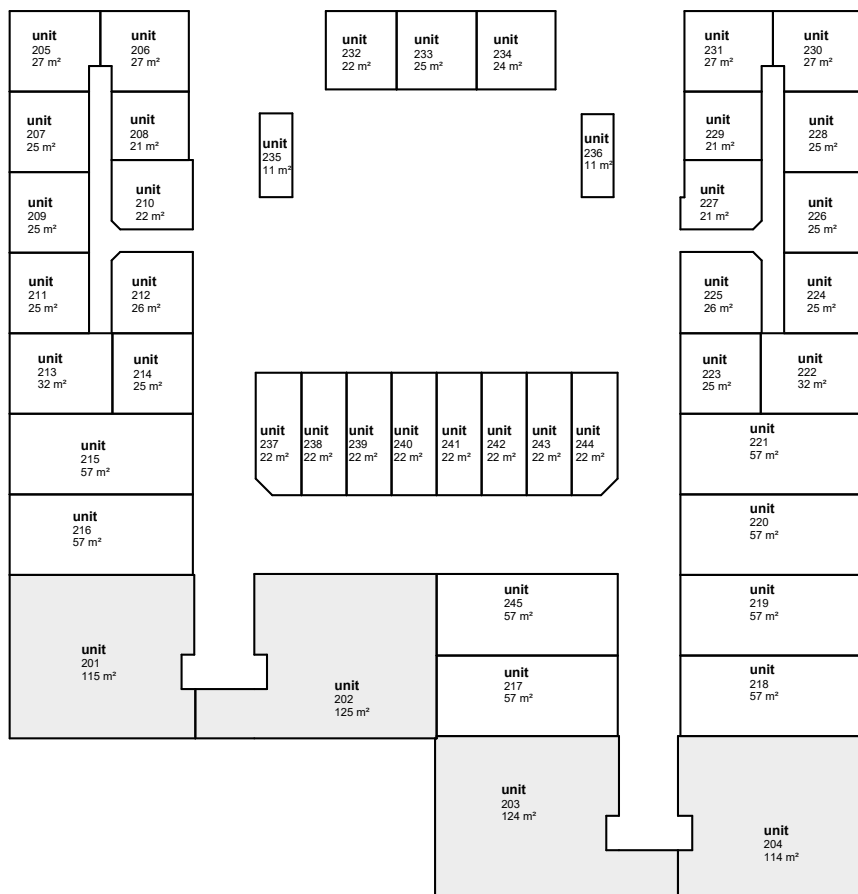 unit
205
27 m²
unit
206
27 m²
unit
232
22 m²
unit
233
25 m²
unit
234
24 m²
unit
231
27 m²
unit
230
27 m²
unit
207
25 m²
unit
208
21 m²
unit
235
11 m²
unit
236
11 m²
unit
229
21 m²
unit
228
25 m²
unit
209
25 m²
unit
210
22 m²
unit
227
21 m²
unit
226
25 m²
unit
211
25 m²
unit
212
26 m²
unit
225
26 m²
unit
224
25 m²
unit
213
32 m²
unit
214
25 m²
unit
223
25 m²
unit
222
32 m²
unit
215
57 m²
unit
237
22 m²
unit
238
22 m²
unit
239
22 m²
unit
240
22 m²
unit
241
22 m²
unit
242
22 m²
unit
243
22 m²
unit
244
22 m²
unit
221
57 m²
unit
216
57 m²
unit
220
57 m²
unit
245
57 m²
unit
219
57 m²
unit
201
115 m²
unit
202
125 m²
unit
217
57 m²
unit
218
57 m²
unit
203
124 m²
unit
204
114 m²